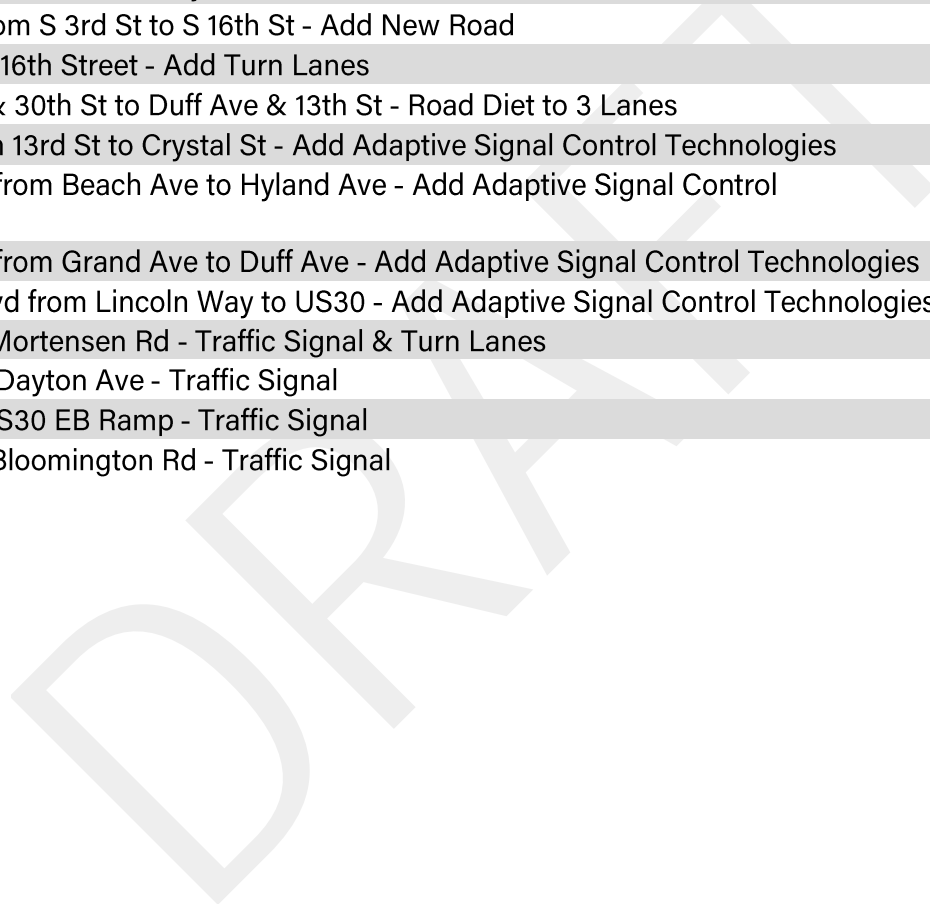 om S 3rd St to S 16th St - Add New Road
16th Street - Add Turn Lanes
& 30th St to Duff Ave & 13th St - Road Diet to 3 Lanes
13rd St to Crystal St - Add Adaptive Signal Control Technologies
from Beach Ave to Hyland Ave - Add Adaptive Signal Control
from Grand Ave to Duff Ave - Add Adaptive Signal Control Technologies
vd from Lincoln Way to US30 - Add Adaptive Signal Control Technologies
Mortensen Rd - Traffic Signal & Turn Lanes
Dayton Ave - Traffic Signal
S30 EB Ramp - Traffic Signal
Bloomington Rd - Traffic Signal
DRAFT